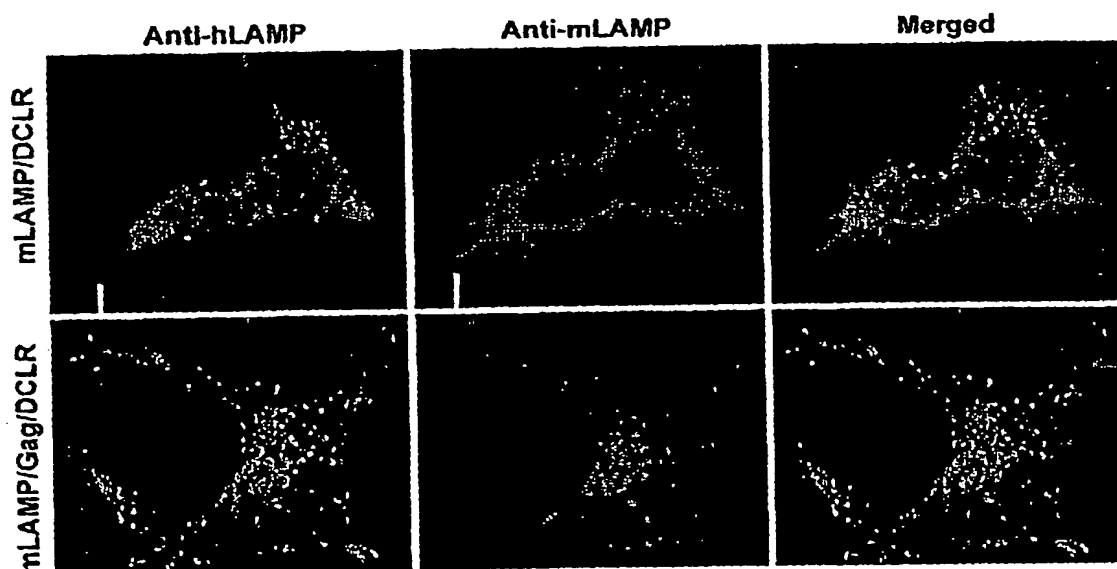 Anti-hLAMP
Anti-mLAMP
Merged
mLAMP/DCLR
mLAMP/Gag/DCLR